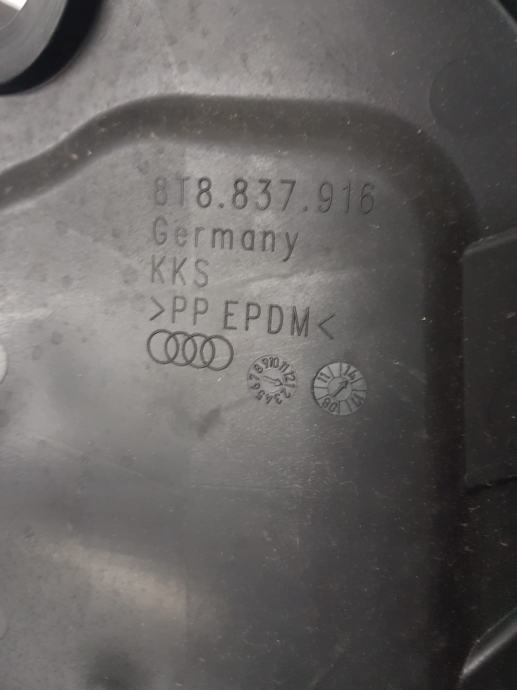 8T8.837.916
Germany
KKS
>PP EPDM<